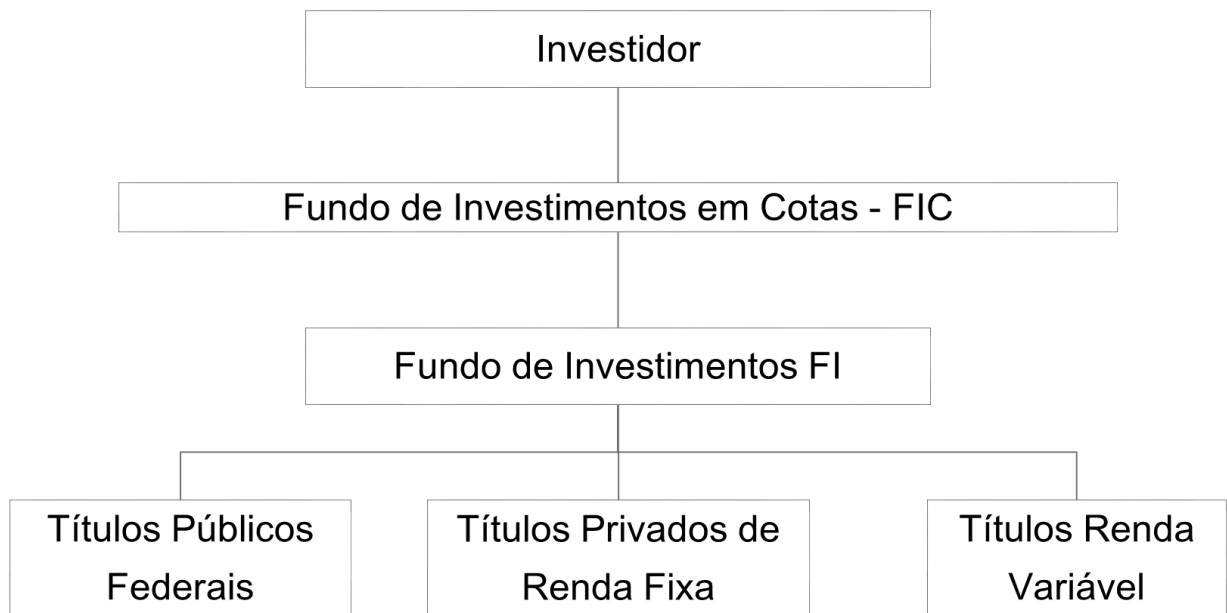 Investidor
Fundo de Investimentos em Cotas - FIC
Fundo de Investimentos FI
Títulos Públicos
Federais
Títulos Privados de
Renda Fixa
Títulos Renda
Variável